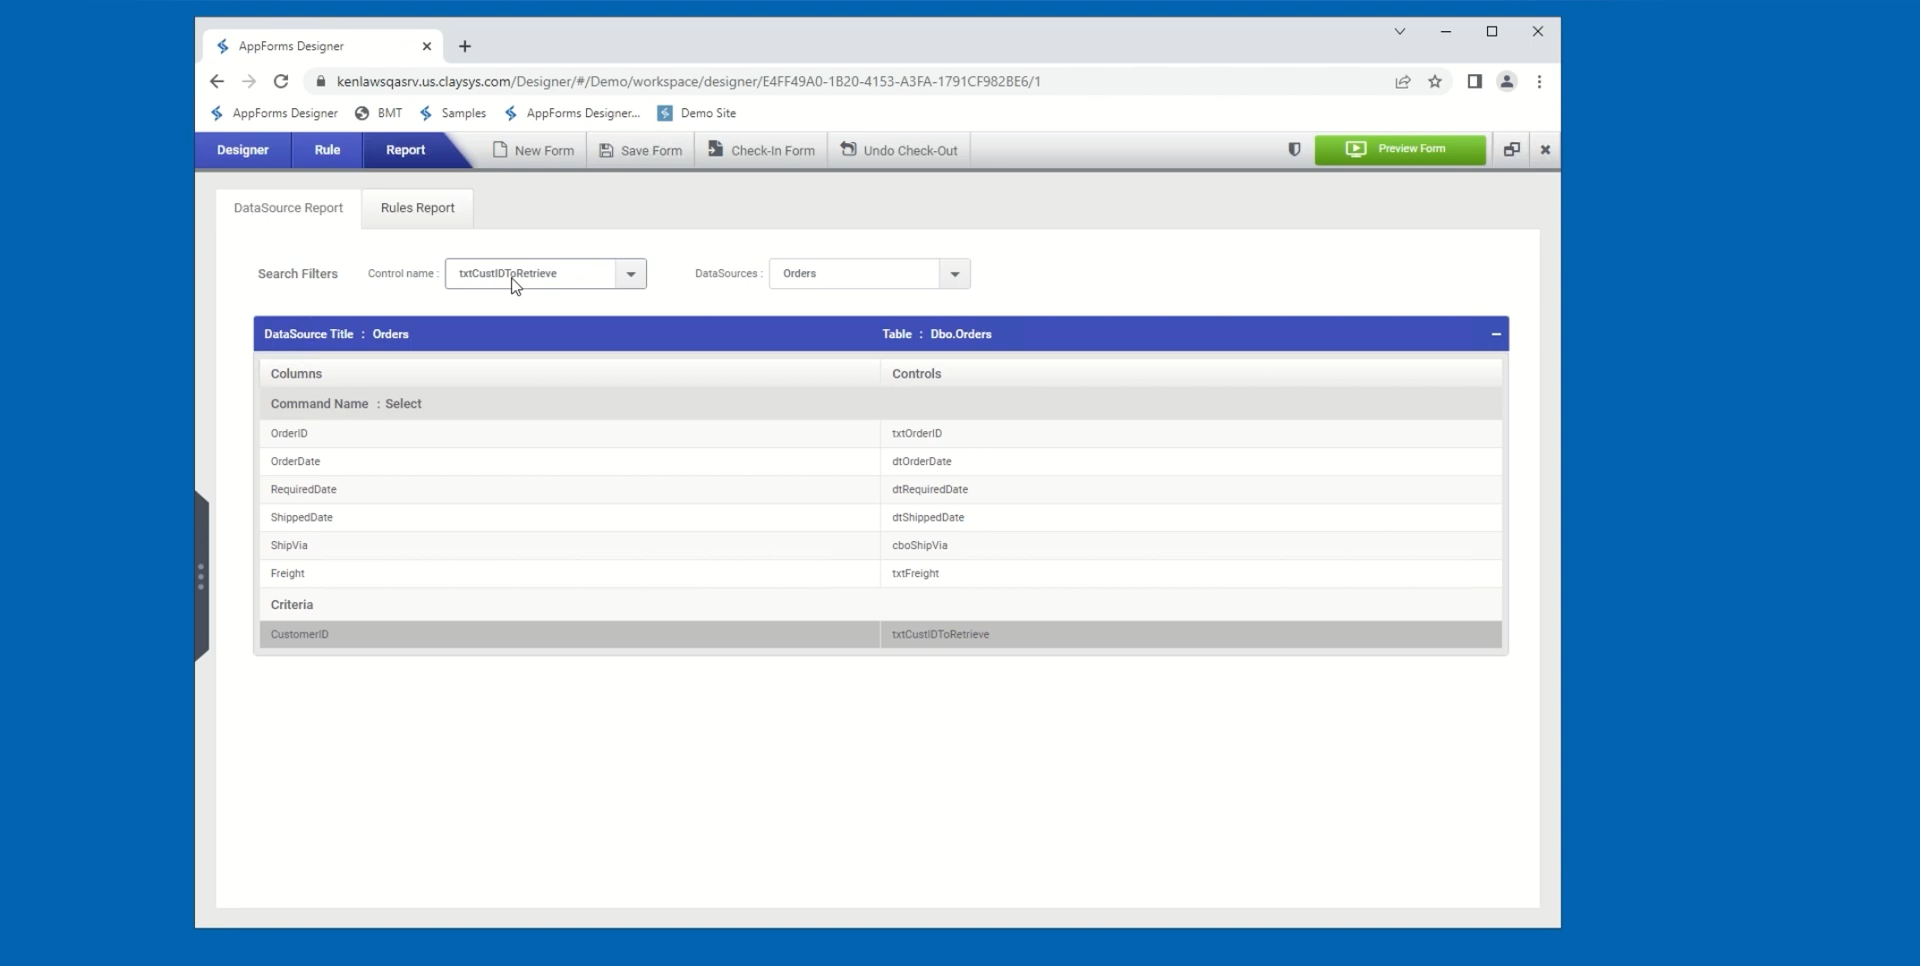 AppForms Designer
kenlawsqasrv.us.claysys.com/Designer/#/Demo/workspace/designer/E4FF49A0-1B20-4153-A3FA-1791CF982BE6/1
AppForms Designer BMT Samples AppForms Designer... Demo Site
Designer Rule Report New Form Save Form Check-In Form Undo Check-Out Preview Form
DataSource Report Rules Report
Search Filters Control name : txtCustIDToRetrieve DataSources : Orders
DataSource Title : Orders Table : Dbo.Orders
Columns Controls
Command Name : Select
OrderID txtOrderID
OrderDate dtOrderDate
RequiredDate dtRequiredDate
ShippedDate dtShippedDate
ShipVia cboShipVia
Freight txtFreight
Criteria
CustomerID txtCustIDToRetrieve